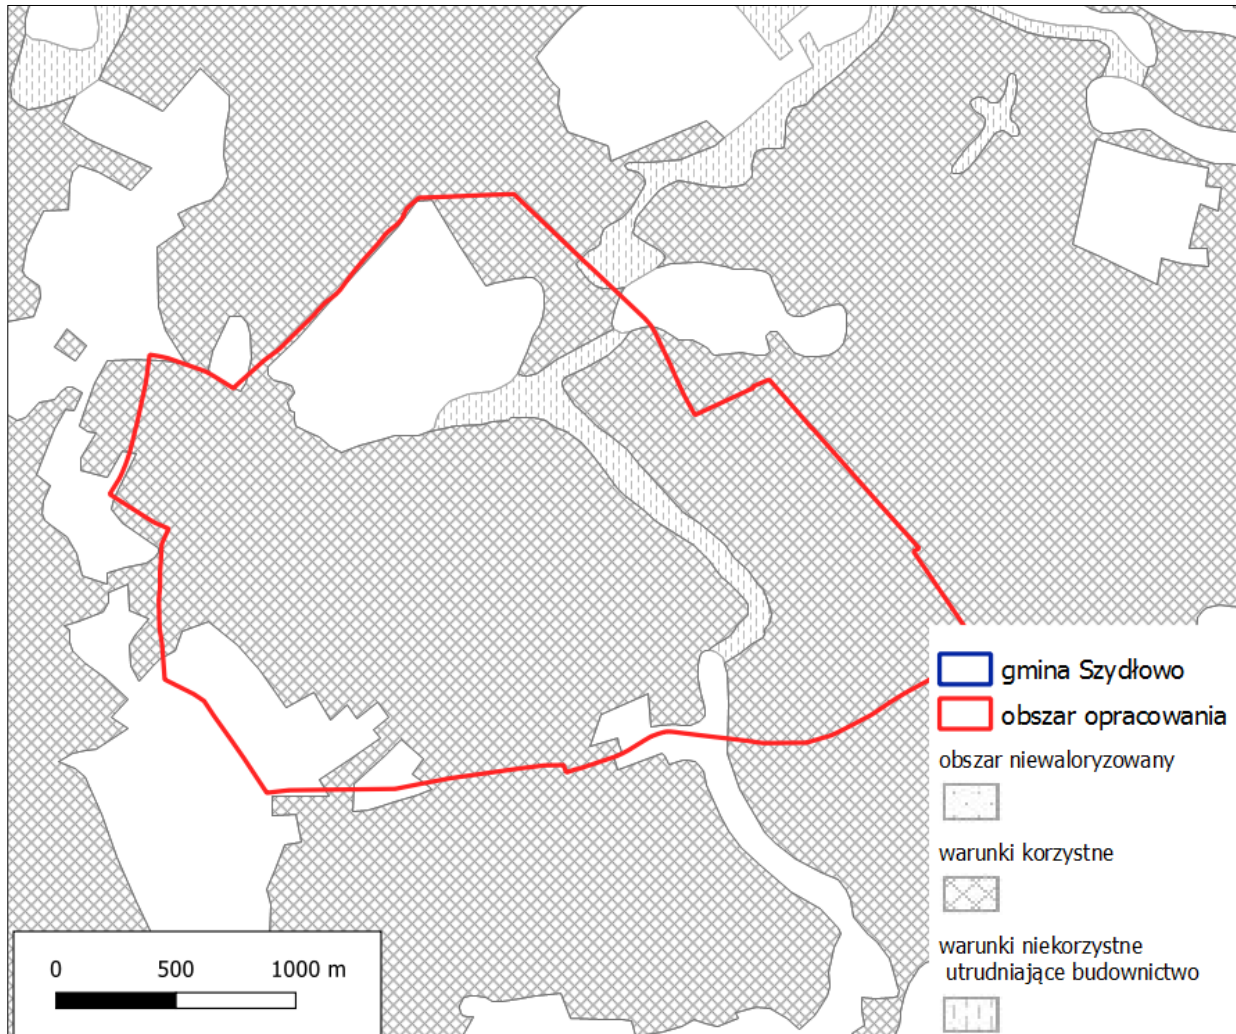 gmina Szydłowo
obszar opracowania
obszar niewaloryzowany
warunki korzystne
warunki niekorzystne
utrudniające budownictwo
0 500 1000 m